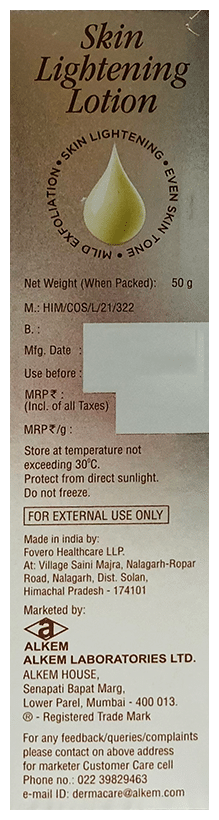 Skin
Lightening
Lotion
• SKIN LIGHTENING • EVEN SKIN TONE • MILD EXFOLIATION
Net Weight (When Packed): 50 g
M.: HIM/COS/L/21/322
B. :
Mfg. Date :
Use before :
MRP₹ :
(Incl. of all Taxes)
MRP₹/g :
Store at temperature not
exceeding 30°C.
Protect from direct sunlight.
Do not freeze.
FOR EXTERNAL USE ONLY
Made in india by:
Fovero Healthcare LLP.
At: Village Saini Majra, Nalagarh-Ropar
Road, Nalagarh, Dist. Solan,
Himachal Pradesh - 174101
Marketed by:
a
ALKEM
ALKEM LABORATORIES LTD.
ALKEM HOUSE,
Senapati Bapat Marg,
Lower Parel, Mumbai - 400 013.
® - Registered Trade Mark
For any feedback/queries/complaints
please contact on above address
for marketer Customer Care cell
Phone no.: 022 39829463
e-mail ID: dermacare@alkem.com